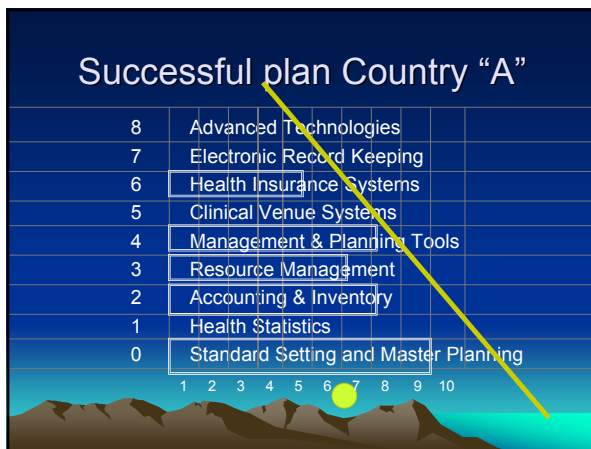 Successful plan Country “A”
8 Advanced Technologies
7 Electronic Record Keeping
6 Health Insurance Systems
5 Clinical Venue Systems
4 Management & Planning Tools
3 Resource Management
2 Accounting & Inventory
1 Health Statistics
0 Standard Setting and Master Planning
1 2 3 4 5 6 7 8 9 10